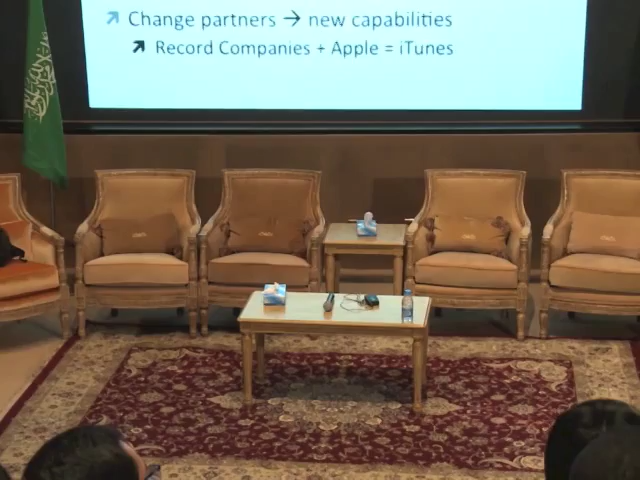 Change partners → new capabilities
Record Companies + Apple = iTunes